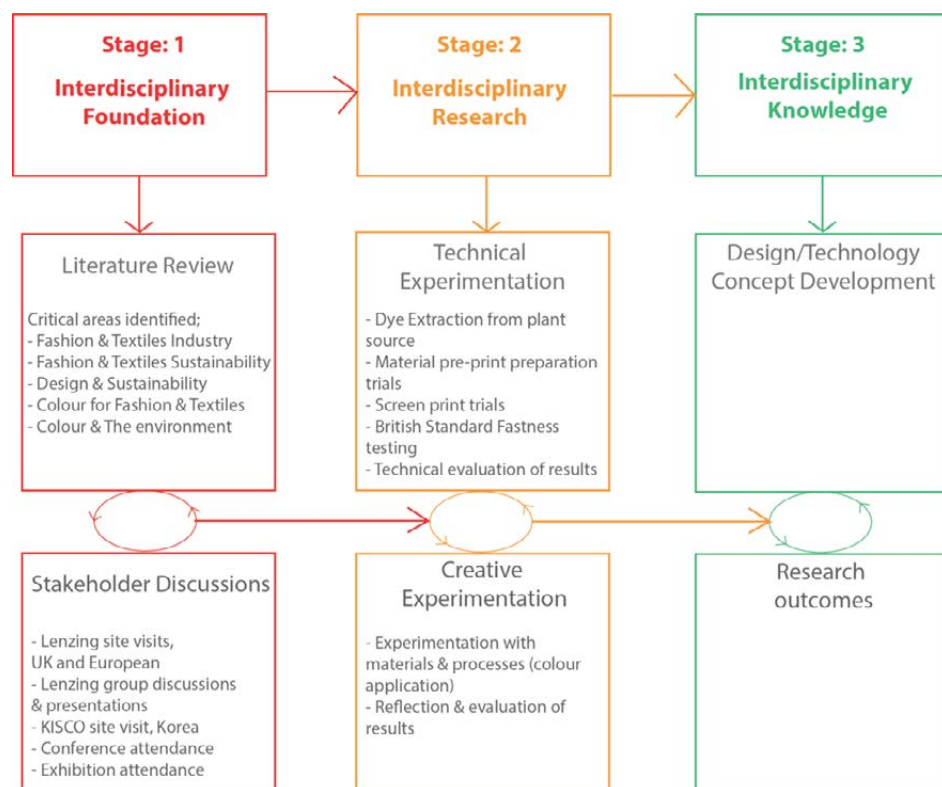 Stage: 1
Interdisciplinary
Foundation
Stage: 2
Interdisciplinary
Research
Stage: 3
Interdisciplinary
Knowledge
Literature Review
Critical areas identified;
- Fashion & Textiles Industry
- Fashion & Textiles Sustainability
- Design & Sustainability
- Colour for Fashion & Textiles
- Colour & The environment
Technical
Experimentation
- Dye Extraction from plant
source
- Material pre-print preparation
trials
- Screen print trials
- British Standard Fastness
testing
- Technical evaluation of results
Design/Technology
Concept Development
Stakeholder Discussions
- Lenzing site visits,
UK and European
- Lenzing group discussions
& presentations
- KISCO site visit, Korea
- Conference attendance
- Exhibition attendance
Creative
Experimentation
- Experimentation with
materials & processes (colour
application)
- Reflection & evaluation of
results
Research
outcomes